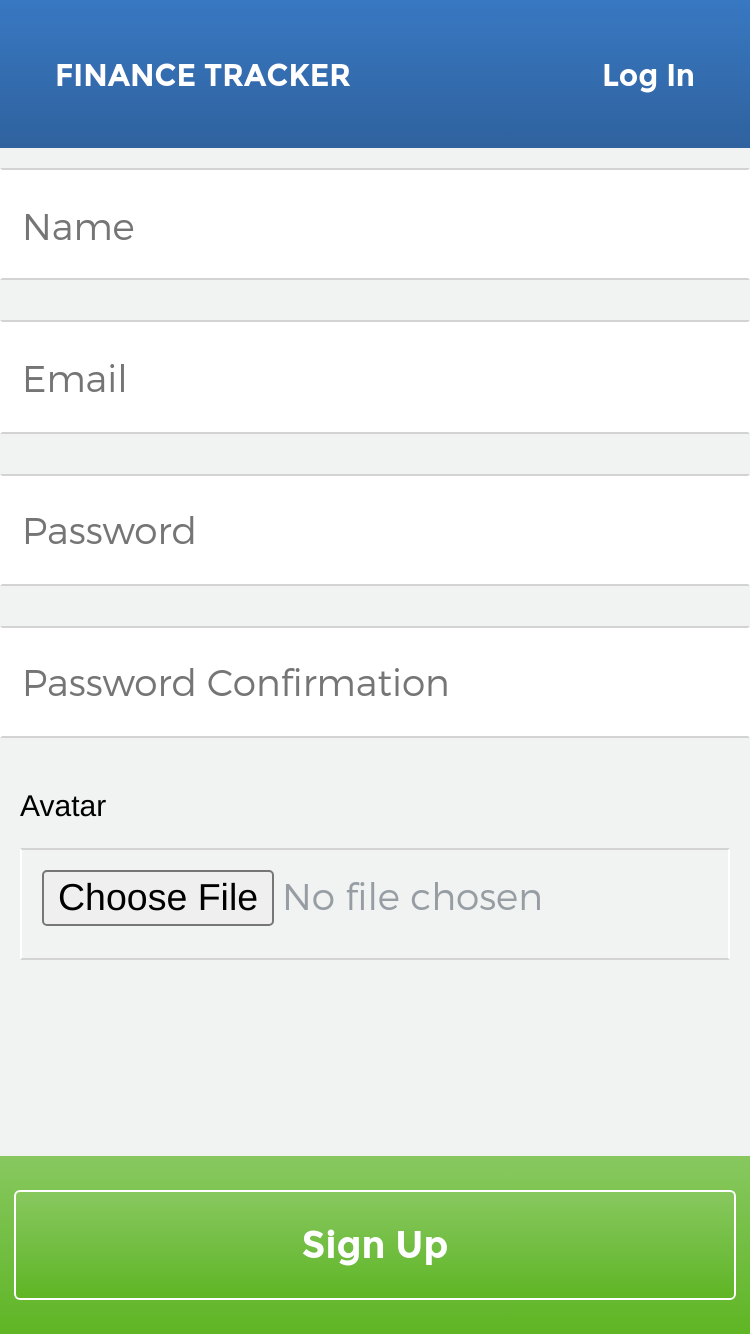 FINANCE TRACKER Log In
Name
Email
Password
Password Confirmation
Avatar
Choose File No file chosen
Sign Up